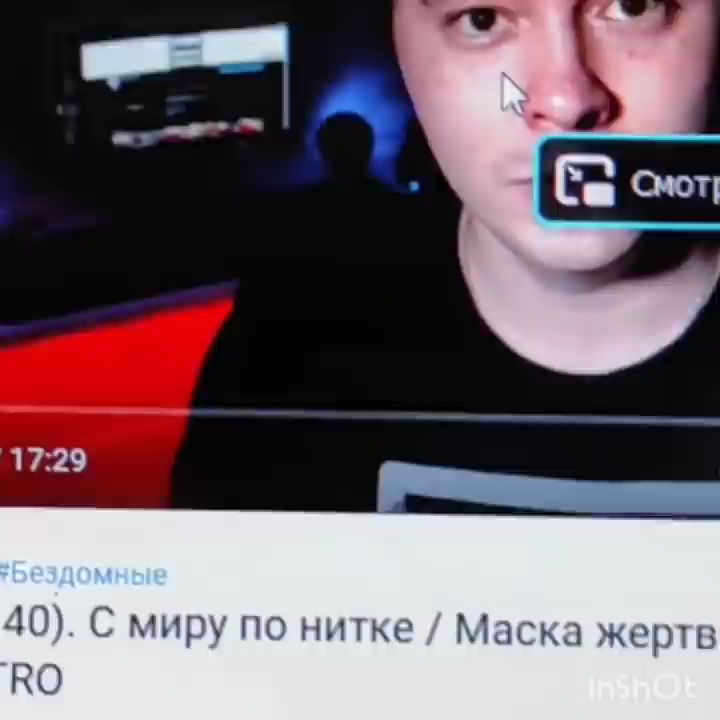 Смотр
/ 17:29
#Бездомные
40). С миру по нитке / Маска жертв
TRO
InShOt